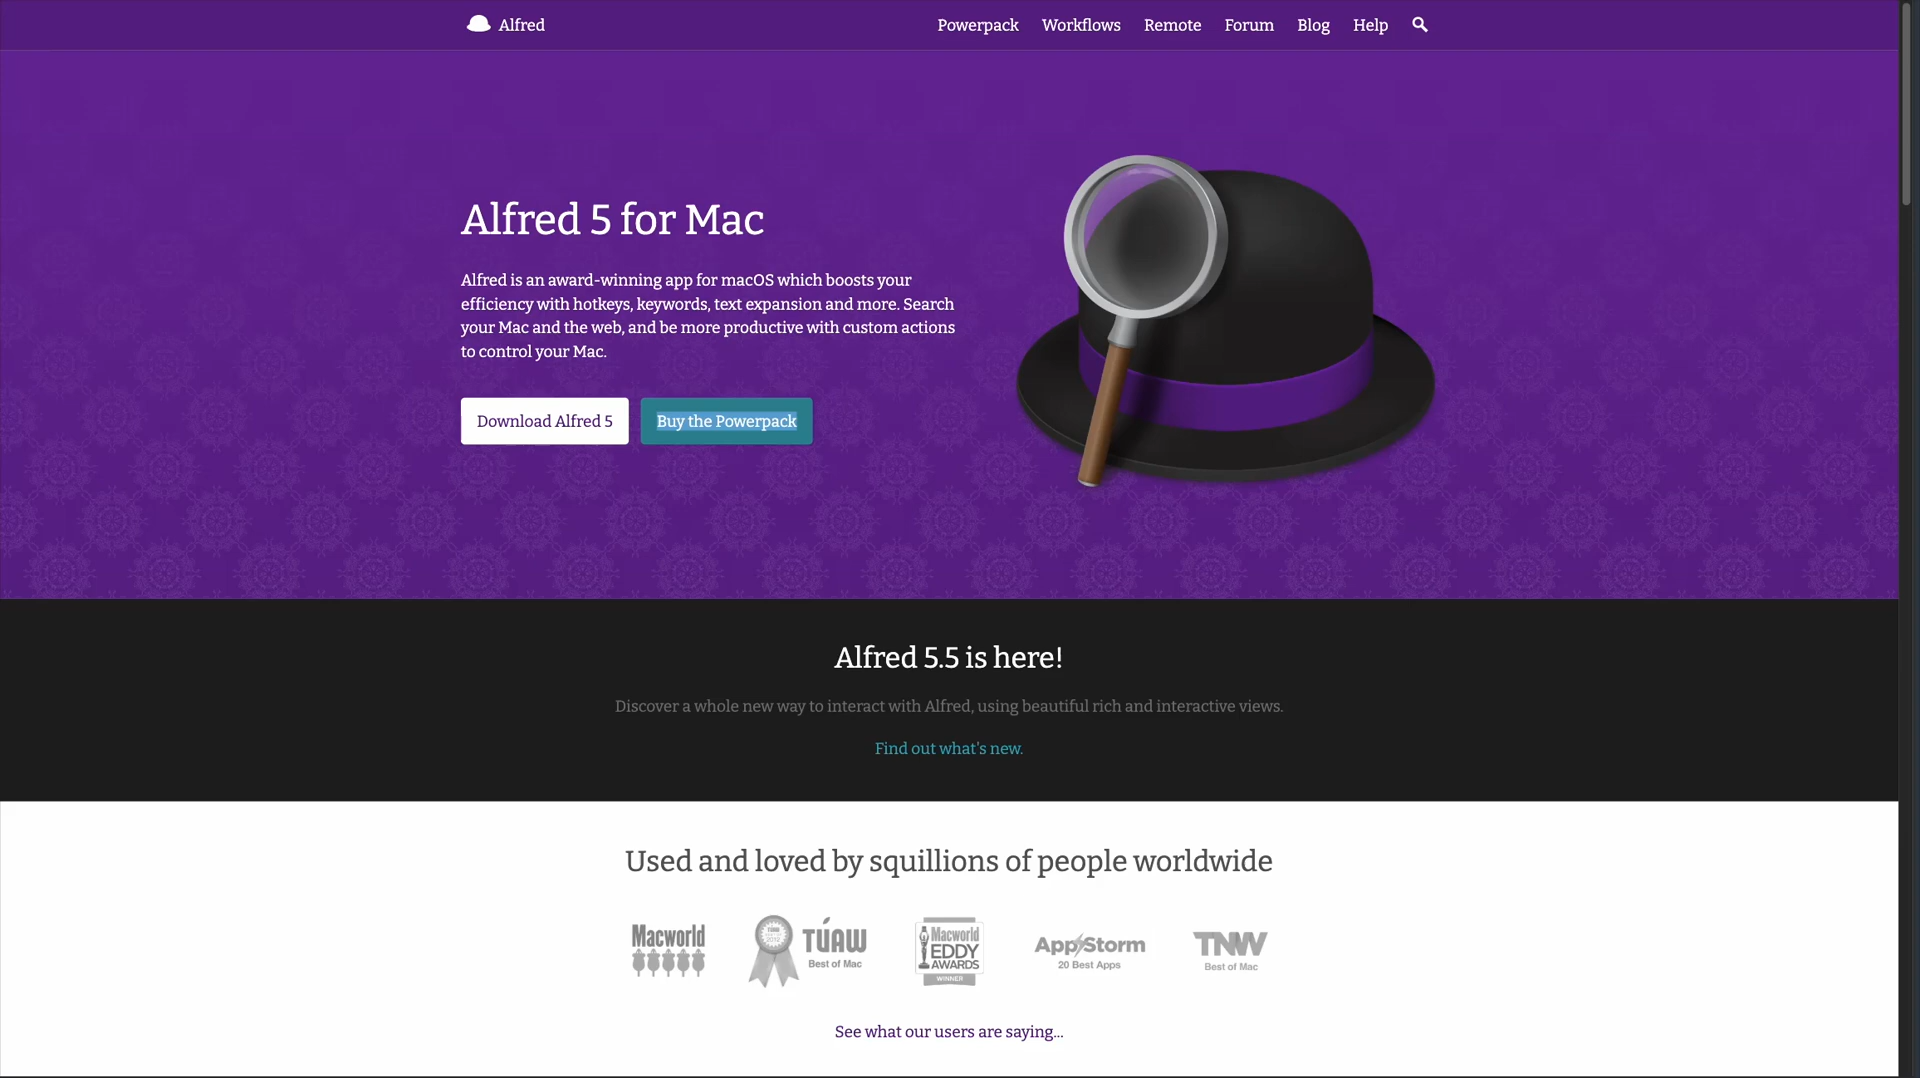 Alfred
Powerpack Workflows Remote Forum Blog Help
Alfred 5 for Mac
Alfred is an award-winning app for macOS which boosts your
efficiency with hotkeys, keywords, text expansion and more. Search
your Mac and the web, and be more productive with custom actions
to control your Mac.
Download Alfred 5
Buy the Powerpack
Alfred 5.5 is here!
Discover a whole new way to interact with Alfred, using beautiful rich and interactive views.
Find out what's new.
Used and loved by squillions of people worldwide
Macworld
TUAW
Best of Mac
Macworld
EDDY
AWARDS
WINNER
AppStorm
20 Best Apps
TNW
Best of Mac
See what our users are saying...